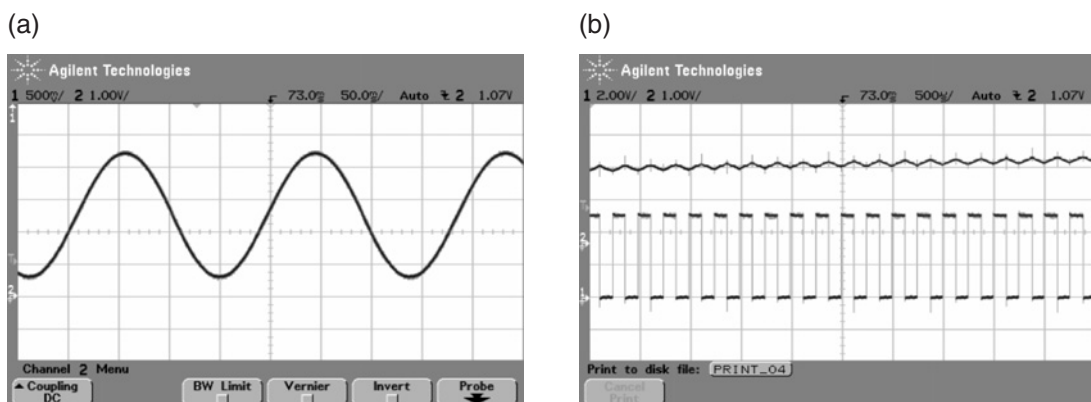 (a)
(b)
Agilent Technologies
1 500㎷/ 2 1.00V/ 73.0㎳ 50.0㎳/ Auto 2 1.07V
Channel 2 Menu
Coupling DC
BW Limit
Vernier
Invert
Probe
Agilent Technologies
1 2.00V/ 2 1.00V/ 73.0㎳ 500㎲/ Auto 2 1.07V
Print to disk file: PRINT_04
Cancel Print